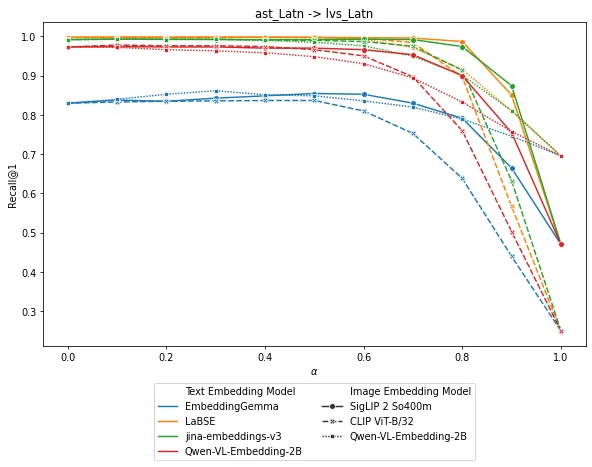 ast_Latn -> lvs_Latn
Recall@1
1.0
0.9
0.8
0.7
0.6
0.5
0.4
0.3
0.0
0.2
0.4
0.6
0.8
1.0
α
Text Embedding Model
EmbeddingGemma
LaBSE
jina-embeddings-v3
Qwen-VL-Embedding-2B
Image Embedding Model
SigLIP 2 So400m
CLIP ViT-B/32
Qwen-VL-Embedding-2B